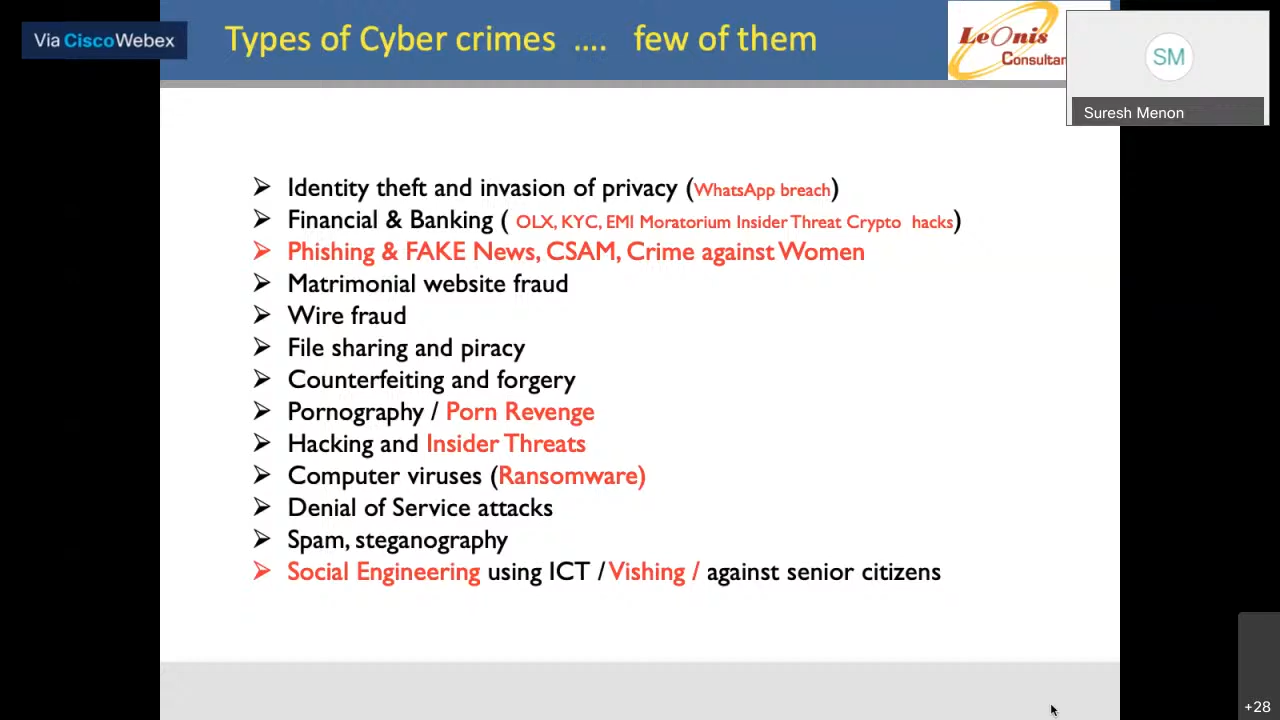 Via Cisco Webex
Types of Cyber crimes .... few of them
LeOnis
Consultan
SM
Suresh Menon
➢ Identity theft and invasion of privacy (WhatsApp breach)
➢ Financial & Banking ( OLX, KYC, EMI Moratorium Insider Threat Crypto hacks)
➢ Phishing & FAKE News, CSAM, Crime against Women
➢ Matrimonial website fraud
➢ Wire fraud
➢ File sharing and piracy
➢ Counterfeiting and forgery
➢ Pornography / Porn Revenge
➢ Hacking and Insider Threats
➢ Computer viruses (Ransomware)
➢ Denial of Service attacks
➢ Spam, steganography
➢ Social Engineering using ICT / Vishing / against senior citizens
+28